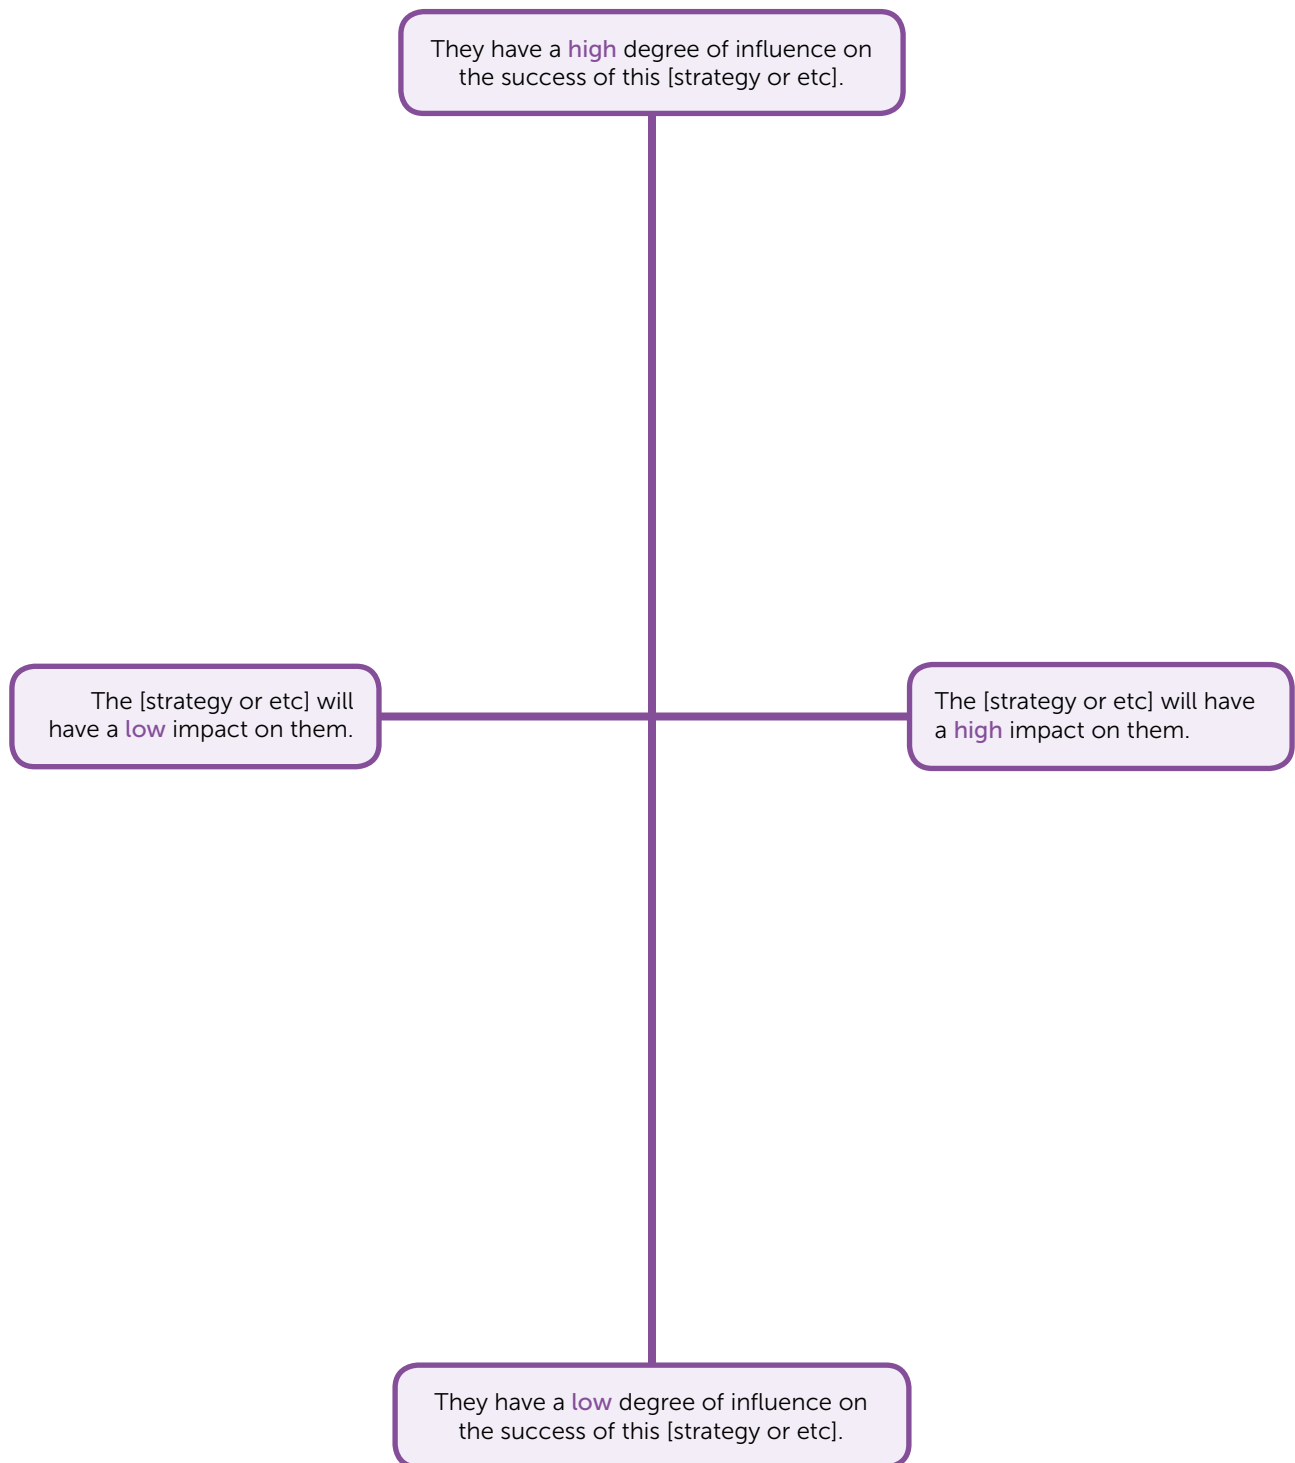 They have a high degree of influence on
the success of this [strategy or etc].
The [strategy or etc] will
have a low impact on them.
The [strategy or etc] will have
a high impact on them.
They have a low degree of influence on
the success of this [strategy or etc].